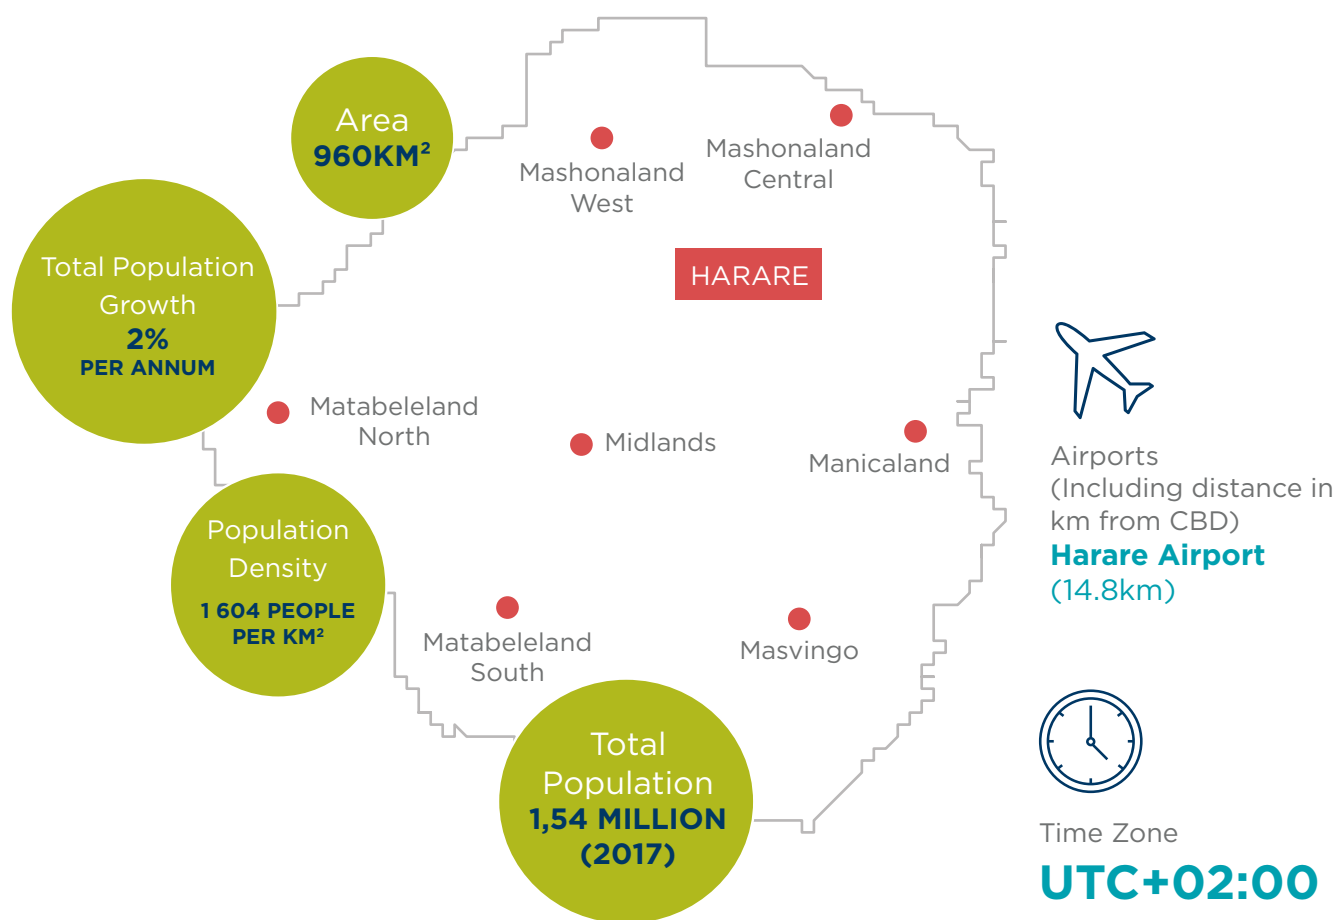 Area
960KM²
Mashonaland
West
Mashonaland
Central
Total Population
Growth
2%
PER ANNUM
HARARE
Matabeleland
North
Midlands
Manicaland
Airports
(Including distance in
km from CBD)
Harare Airport
(14.8km)
Population
Density
1 604 PEOPLE
PER KM²
Matabeleland
South
Masvingo
Total
Population
1,54 MILLION
(2017)
Time Zone
UTC+02:00